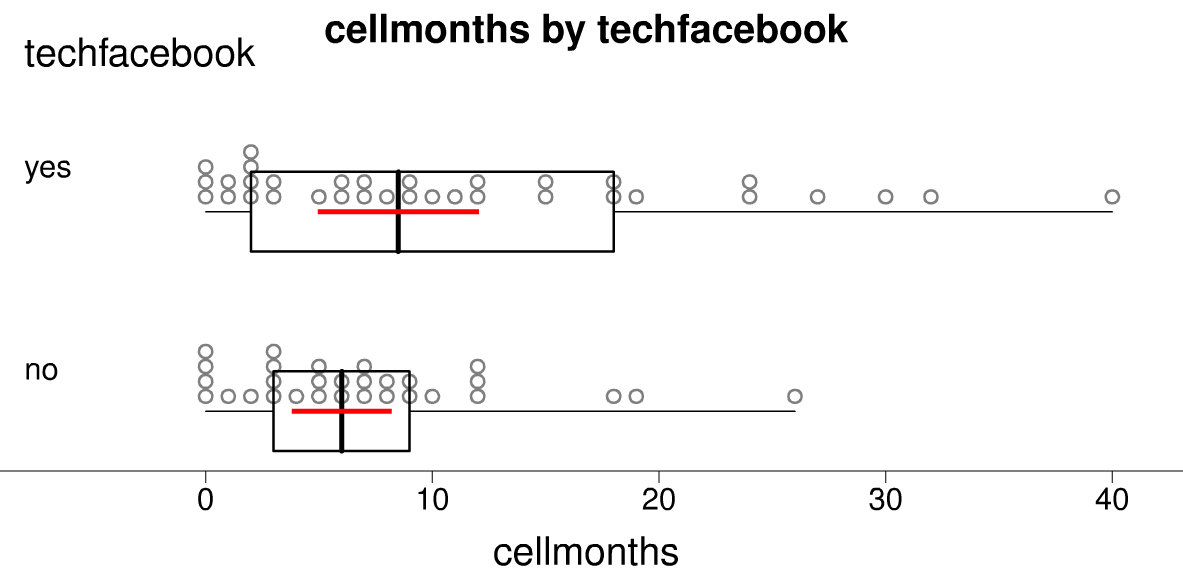 cellmonths by techfacebook
techfacebook
yes
no
0 10 20 30 40
cellmonths